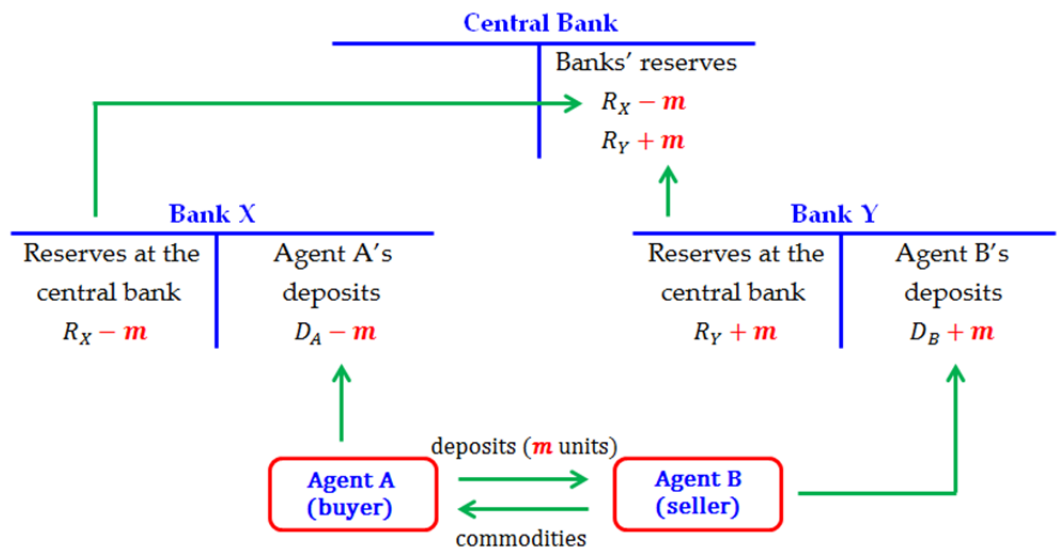 Central Bank
Banks' reserves
R_X − m
R_Y + m
Bank X
Reserves at the
central bank
R_X − m
Agent A's
deposits
D_A − m
Bank Y
Reserves at the
central bank
R_Y + m
Agent B's
deposits
D_B + m
deposits (m units)
Agent A
(buyer)
Agent B
(seller)
commodities